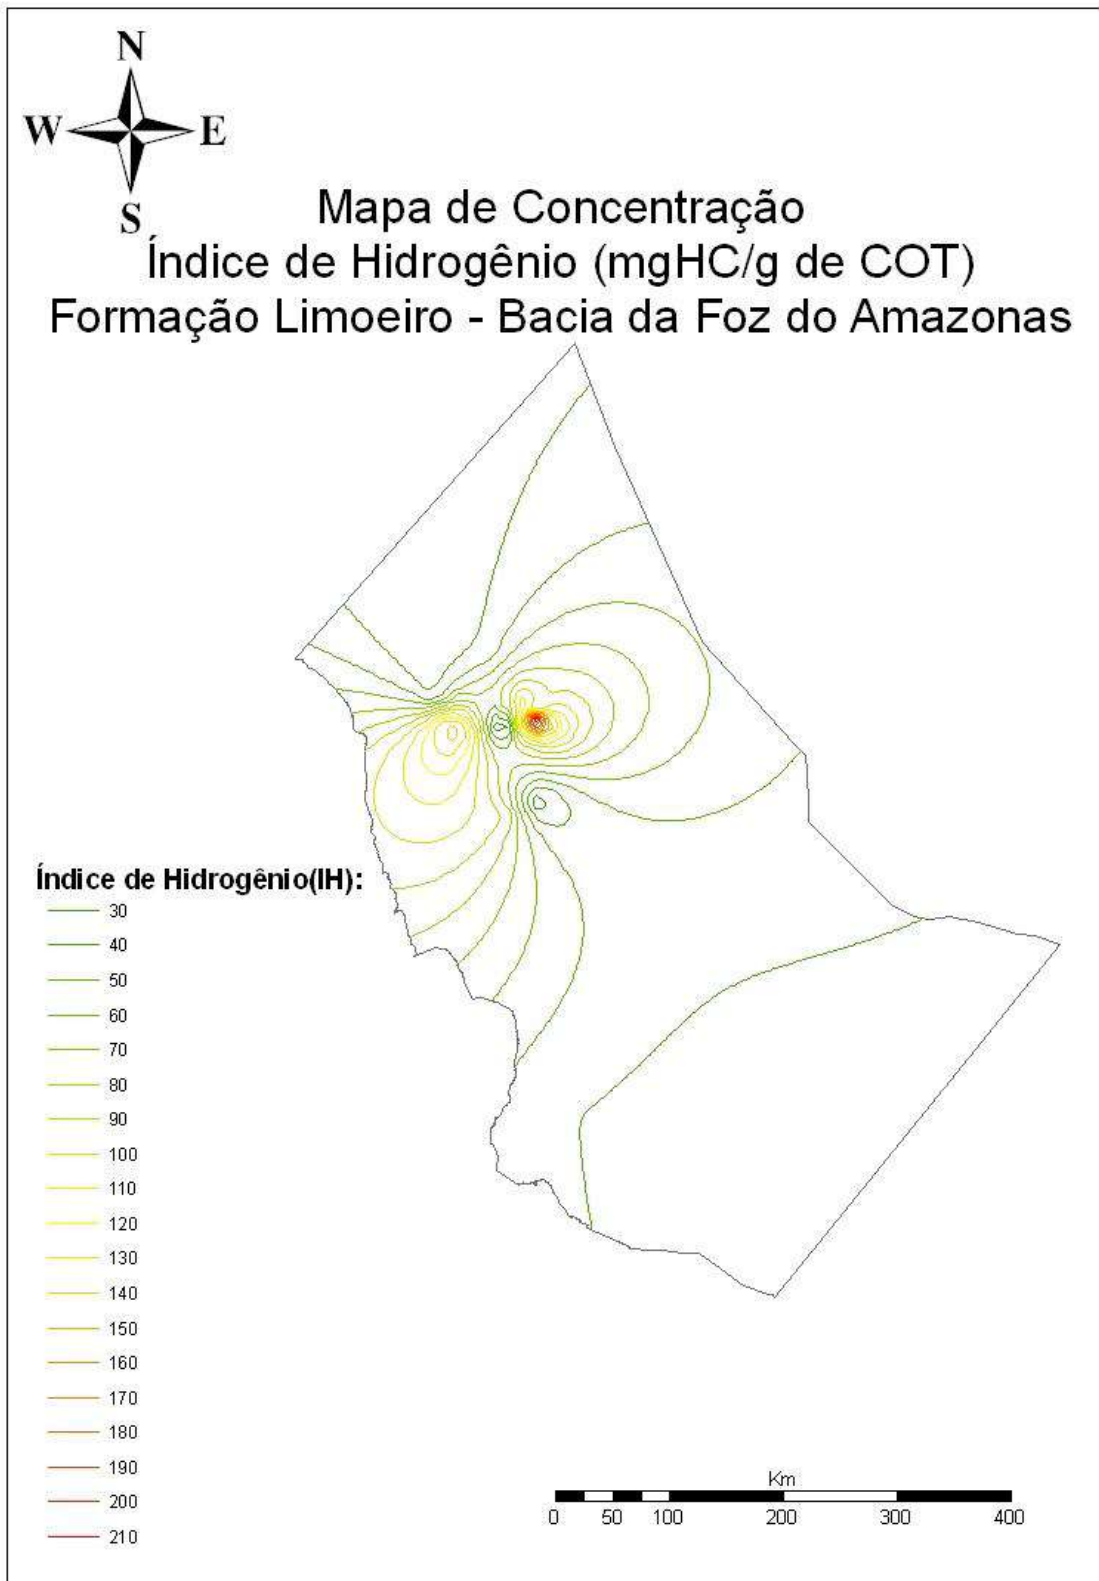 N
W E
S
Mapa de Concentração
Índice de Hidrogênio (mgHC/g de COT)
Formação Limoeiro - Bacia da Foz do Amazonas
Índice de Hidrogênio(IH):
30
40
50
60
70
80
90
100
110
120
130
140
150
160
170
180
190
200
210
Km
0 50 100 200 300 400